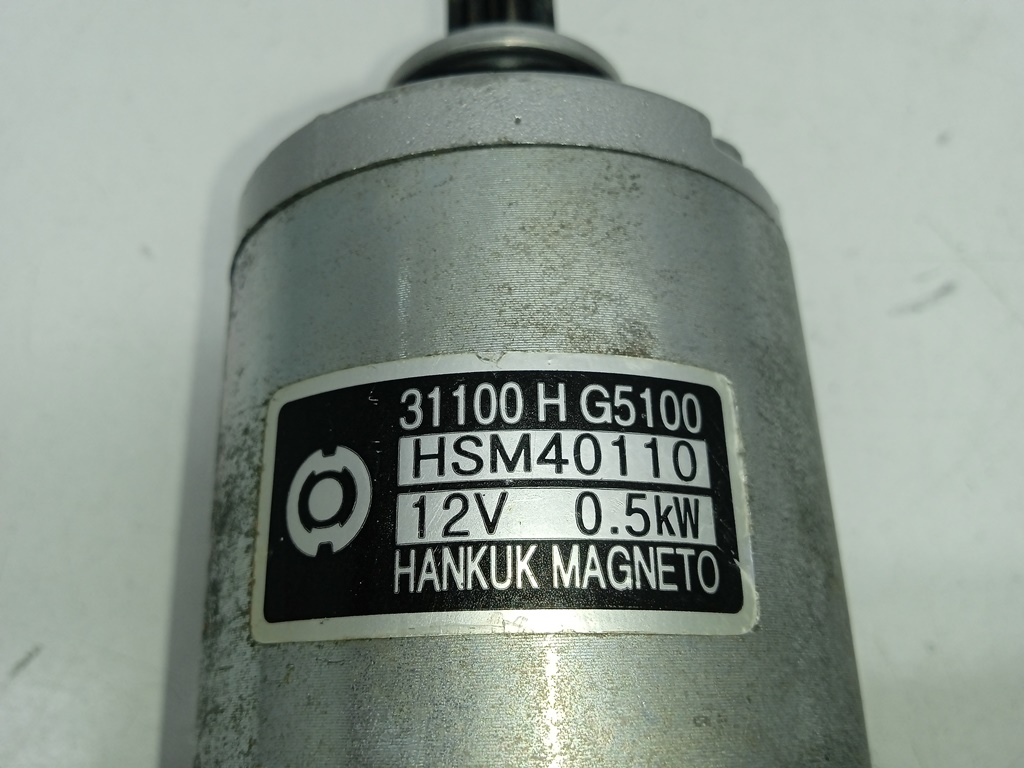 31100 H G5100
HSM40110
12V 0.5kW
HANKUK MAGNETO